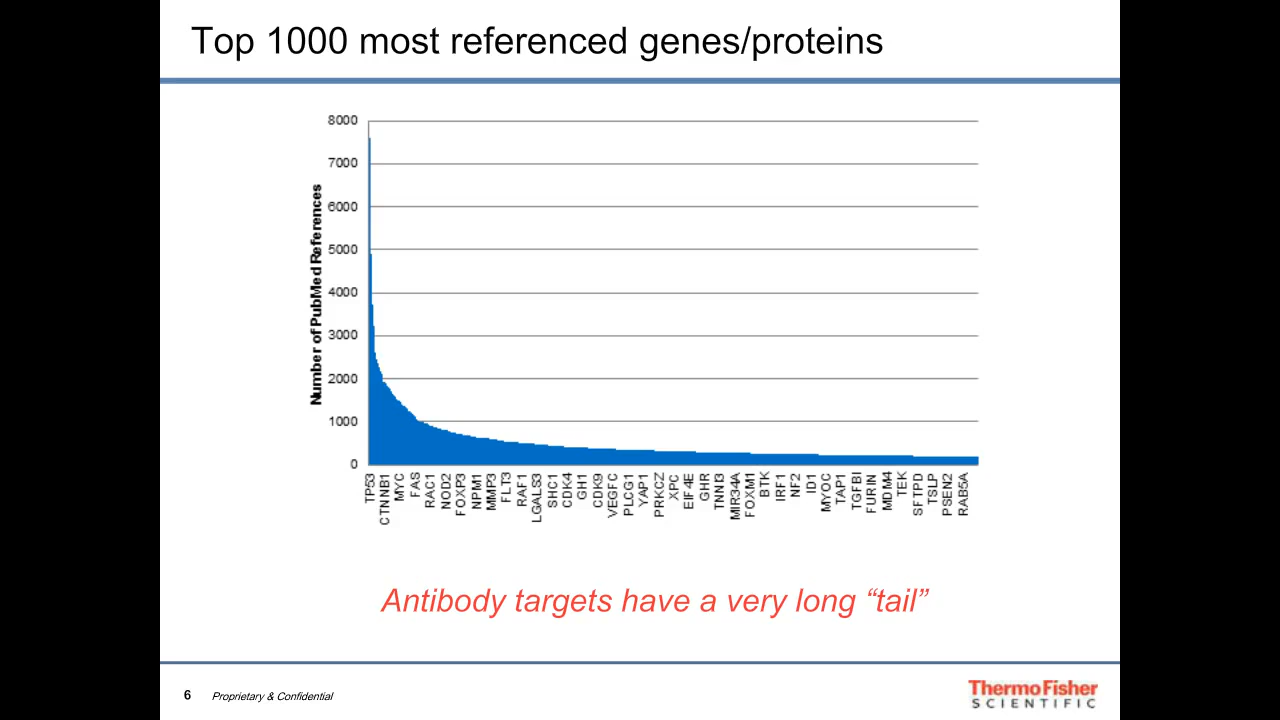 Top 1000 most referenced genes/proteins
Number of PubMed References
8000
7000
6000
5000
4000
3000
2000
1000
0
TP53
CTNNB1
MYC
FAS
RAC1
NOD2
FOXP3
NPM1
MMP3
FLT3
RAF1
LGALS3
SHC1
CDK4
GH1
CDK9
VEGFC
PLCG1
YAP1
PRKCZ
XPC
EIF4E
GHR
TNNI3
MIR34A
FOXM1
BTK
IRF1
NF2
ID1
MYOC
TAP1
TGFBI
FURIN
MDM4
TEK
SFTPD
TSLP
PSEN2
RAB5A
Antibody targets have a very long “tail”
6 Proprietary & Confidential
ThermoFisher
SCIENTIFIC